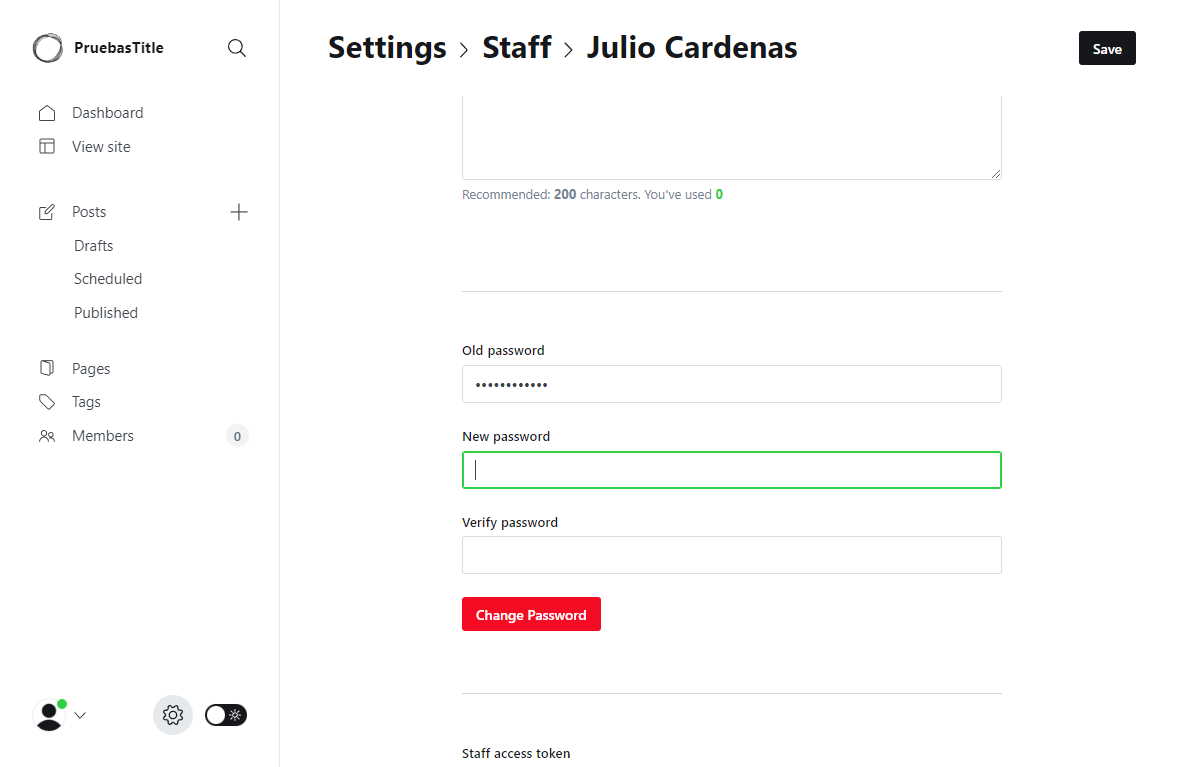 PruebasTitle
Dashboard
View site
Posts
Drafts
Scheduled
Published
Pages
Tags
Members 0
Settings > Staff > Julio Cardenas
Save
Recommended: 200 characters. You've used 0
Old password
••••••••••••
New password
Verify password
Change Password
Staff access token